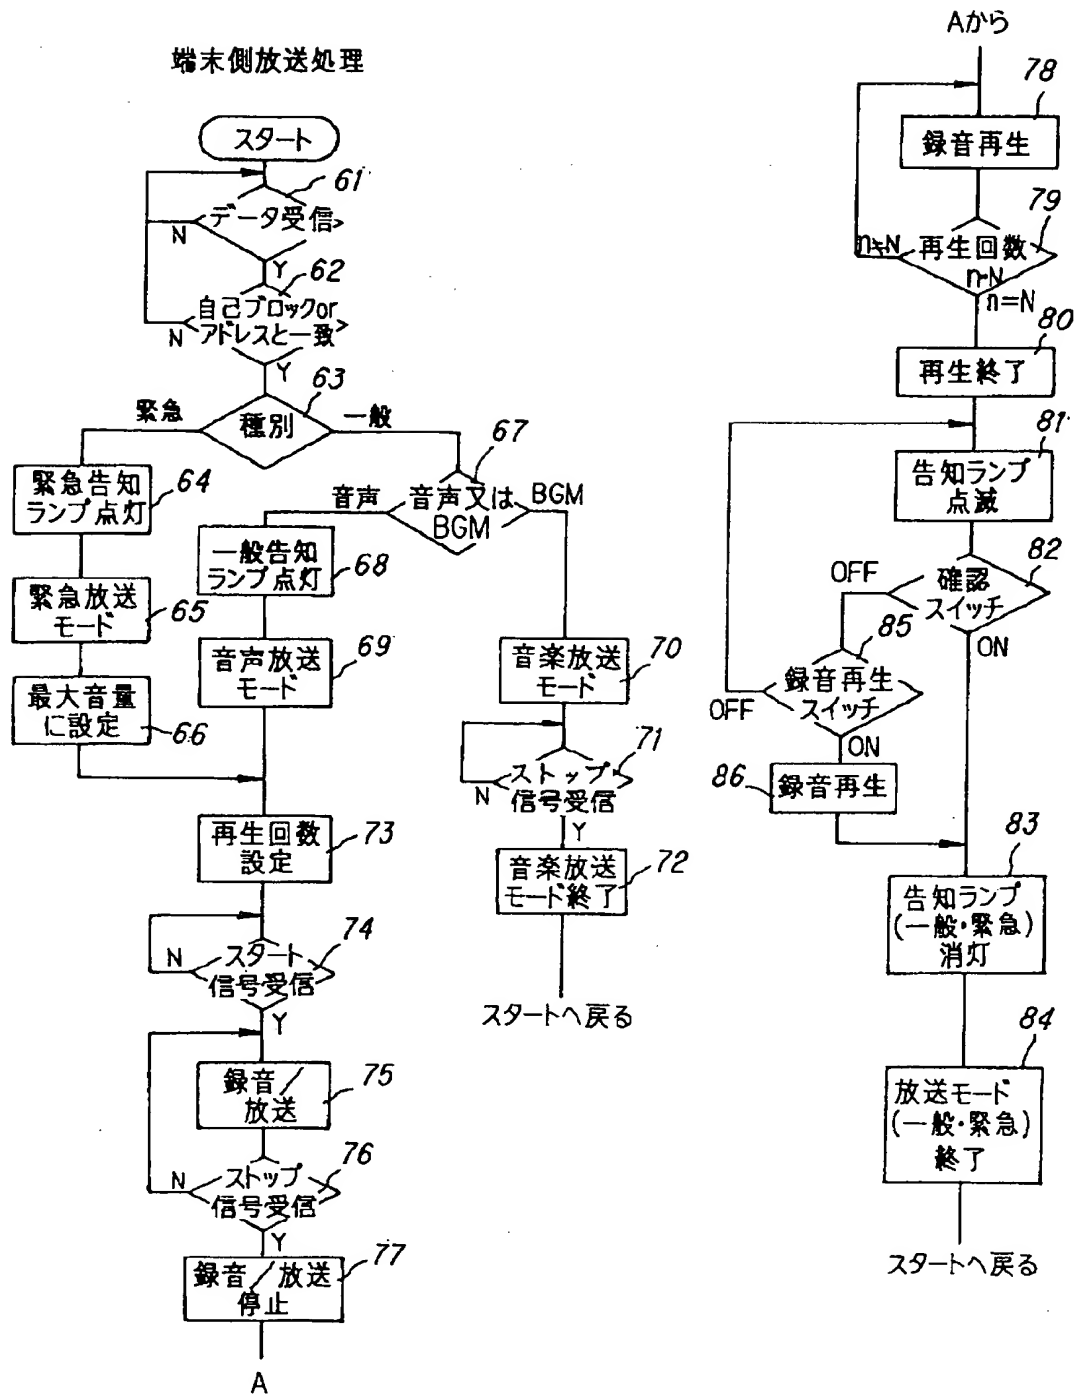 端末側放送処理
スタート
61
データ受信
N
Y
62
自己ブロックor
アドレスと一致
N
Y
63
緊急
種別
一般
64
緊急告知
ランプ点灯
65
緊急放送
モード
66
最大音量
に設定
67
音声
音声又は
BGM
BGM
68
一般告知
ランプ点灯
69
音声放送
モード
70
音楽放送
モード
71
ストップ
信号受信
N
Y
72
音楽放送
モード終了
スタートへ戻る
73
再生回数
設定
74
スタート
信号受信
N
Y
75
録音/
放送
76
ストップ
信号受信
N
Y
77
録音/放送
停止
A
Aから
78
録音再生
79
n≠N
再生回数
n-N
n=N
80
再生終了
81
告知ランプ
点滅
82
OFF
確認
スイッチ
ON
85
録音再生
スイッチ
OFF
ON
86
録音再生
83
告知ランプ
(一般・緊急)
消灯
84
放送モード
(一般・緊急)
終了
スタートへ戻る